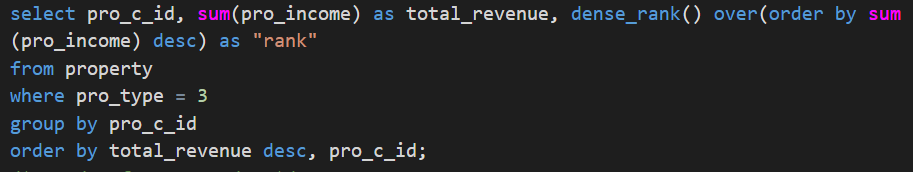 select pro_c_id, sum(pro_income) as total_revenue, dense_rank() over(order by sum
(pro_income) desc) as "rank"
from property
where pro_type = 3
group by pro_c_id
order by total_revenue desc, pro_c_id;